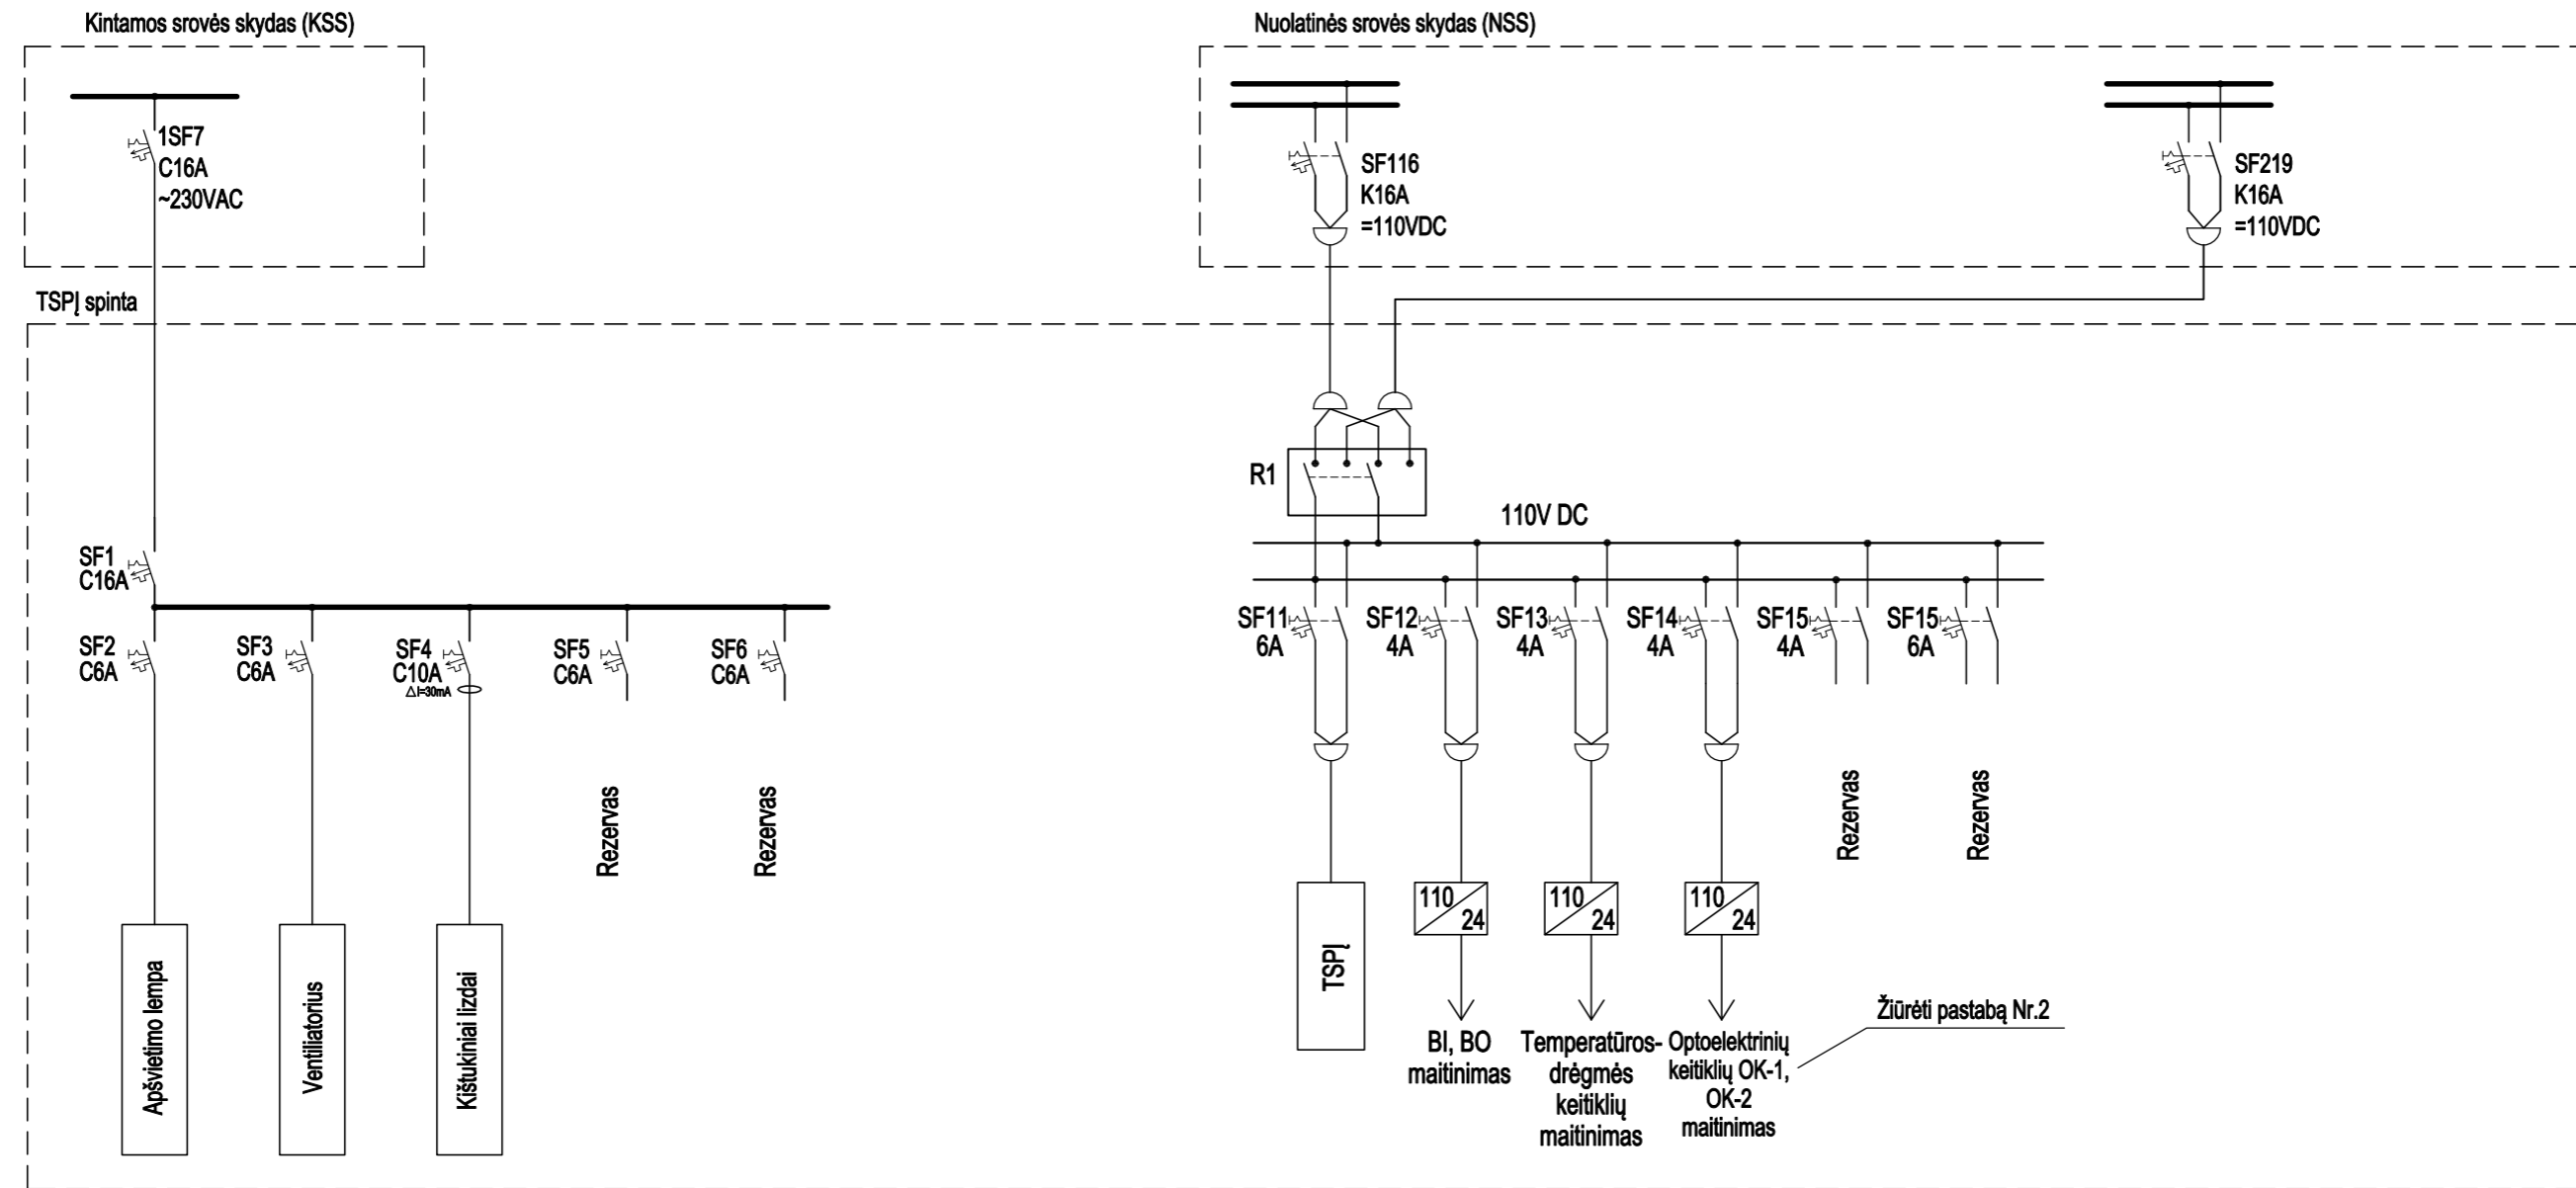 Kintamos srovės skydas (KSS)
Nuolatinės srovės skydas (NSS)
1SF7
C16A
~230VAC
SF116
K16A
=110VDC
SF219
K16A
=110VDC
TSPĮ spinta
R1
110V DC
SF1
C16A
SF2
C6A
SF3
C6A
SF4
C10A
△I=30mA
SF5
C6A
SF6
C6A
SF11
6A
SF12
4A
SF13
4A
SF14
4A
SF15
4A
SF15
6A
Rezervas
Rezervas
Rezervas
Rezervas
Apšvietimo lempa
Ventiliatorius
Kištukiniai lizdai
TSPĮ
110
24
110
24
110
24
BI, BO
maitinimas
Temperatūros-
drėgmės
keitiklių
maitinimas
Optoelektrinių
keitiklių OK-1,
OK-2
maitinimas
Žiūrėti pastabą Nr.2